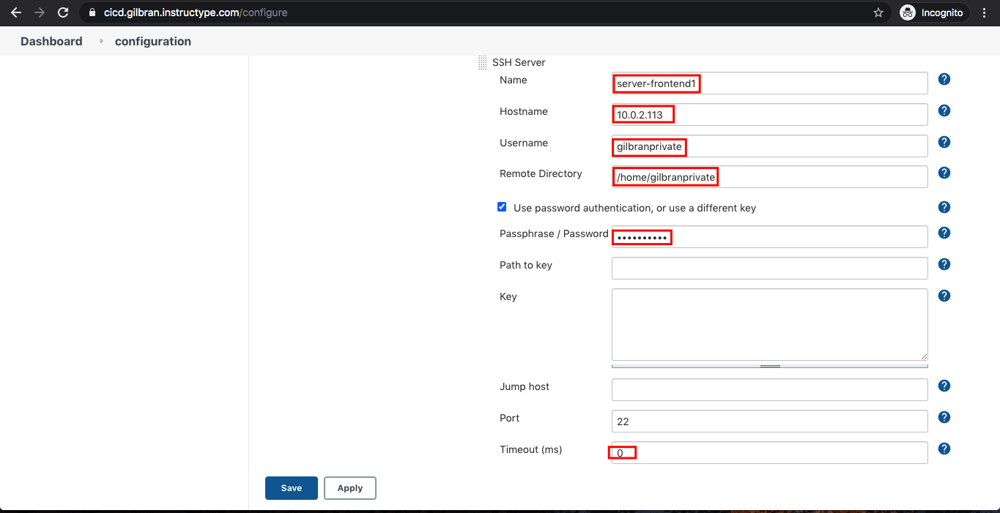 cicd.gilbran.instructype.com/configure
Incognito
Dashboard configuration
SSH Server
Name server-frontend1 ?
Hostname 10.0.2.113 ?
Username gilbranprivate ?
Remote Directory /home/gilbranprivate ?
Use password authentication, or use a different key ?
Passphrase / Password •••••••••• ?
Path to key ?
Key ?
Jump host ?
Port 22 ?
Timeout (ms) 0 ?
Save Apply